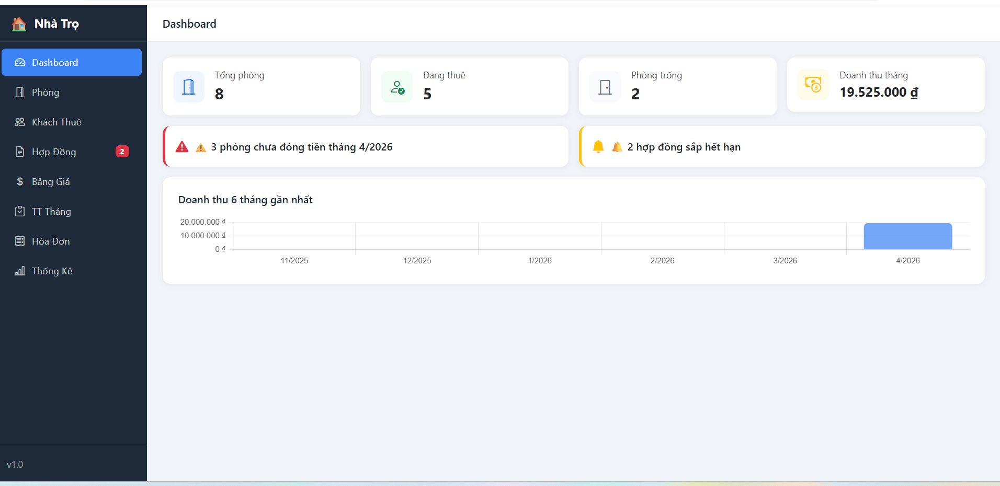 Nhà Trọ
Dashboard
Dashboard
Phòng
Khách Thuê
Hợp Đồng 2
Bảng Giá
TT Tháng
Hóa Đơn
Thống Kê
v1.0
Tổng phòng
8
Đang thuê
5
Phòng trống
2
Doanh thu tháng
19.525.000 ₫
3 phòng chưa đóng tiền tháng 4/2026
2 hợp đồng sắp hết hạn
Doanh thu 6 tháng gần nhất
20.000.000 ₫
10.000.000 ₫
0 ₫
11/2025 12/2025 1/2026 2/2026 3/2026 4/2026